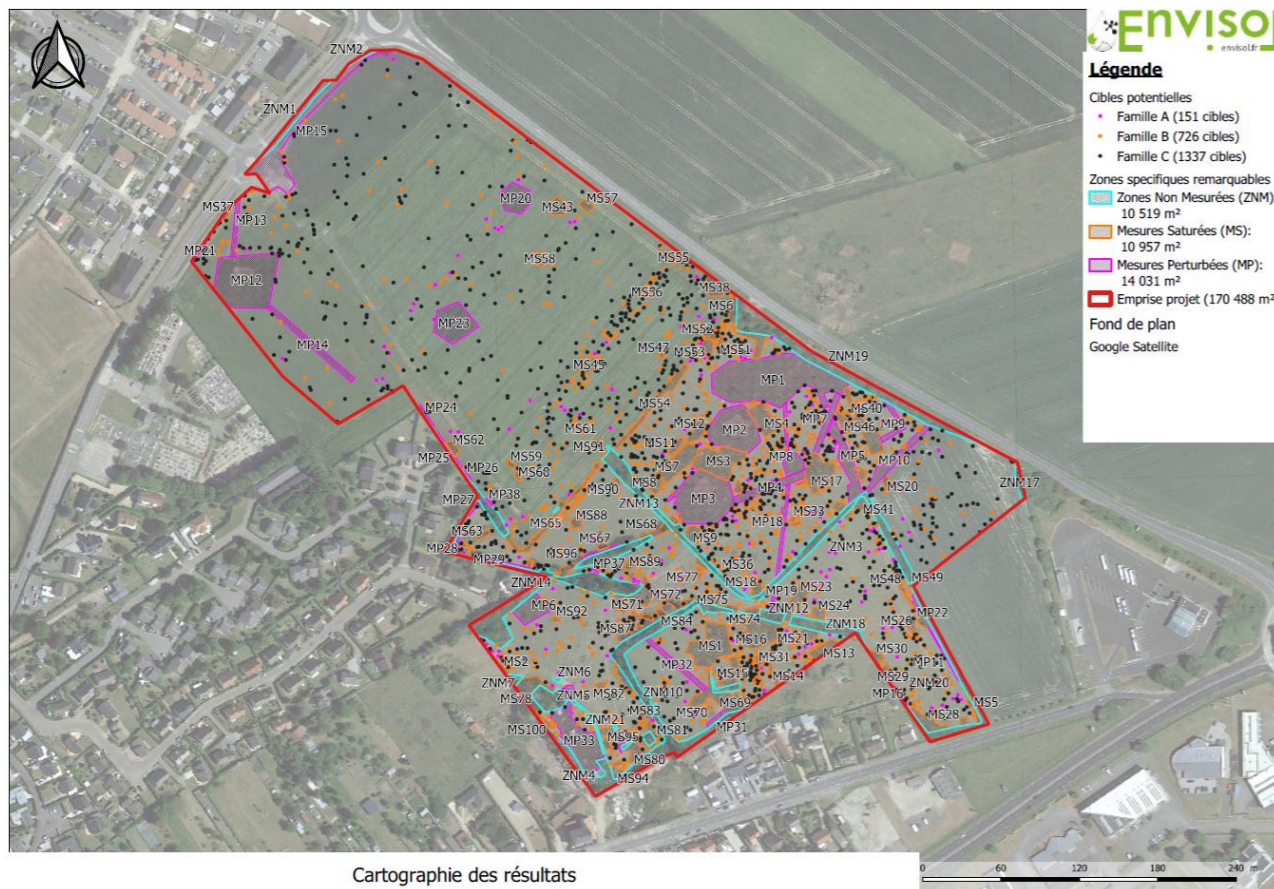 ENVISOL
envisol.fr
Légende
Cibles potentielles
Famille A (151 cibles)
Famille B (726 cibles)
Famille C (1337 cibles)
Zones specifiques remarquables
Zones Non Mesurées (ZNM)
10 519 m²
Mesures Saturées (MS):
10 957 m²
Mesures Perturbées (MP):
14 031 m²
Emprise projet (170 488 m²
Fond de plan
Google Satellite
ZNM2
ZNM1
MP15
MS37
MP13
MP21
MP12
MP14
MP20
MS43
MS57
MS58
MS55
MS56
MS38
MS6
MP23
MS52
MS47
MS53
MS51
ZNM19
MS45
MP1
MP24
MS54
MS62
MS61
MS12
MP2
MS4
MP7
MS40
MS46
MP9
MP25
MS91
MS11
MS59
MP26
MS60
MS7
MS3
MP8
MP5
MP10
MS8
MS17
MS20
ZNM17
MP27
MP38
MS90
ZNM13
MP3
MP4
MS65
MS88
MS68
MP18
MS33
MS41
MS63
MS67
MS9
ZNM3
MP28
MP29
MS96
MP37
MS89
MS36
ZNM14
MS77
MS18
MP19
MS23
MS48
MS49
MP6
MS92
MS71
MS72
MS75
ZNM12
MS24
MP22
MS87
MS84
MS74
ZNM18
MS26
MS1
MS16
MS21
MS13
MS30
MS2
MS31
MP11
ZNM7
ZNM6
MP32
MS15
MS14
MS29
ZNM20
MS78
ZNM5
MS82
ZNM10
MS69
MP16
MS5
MS100
ZNM21
MS83
MS70
MS28
MP33
MS95
MS81
MP31
ZNM4
MS80
MS94
Cartographie des résultats
0 60 120 180 240 m